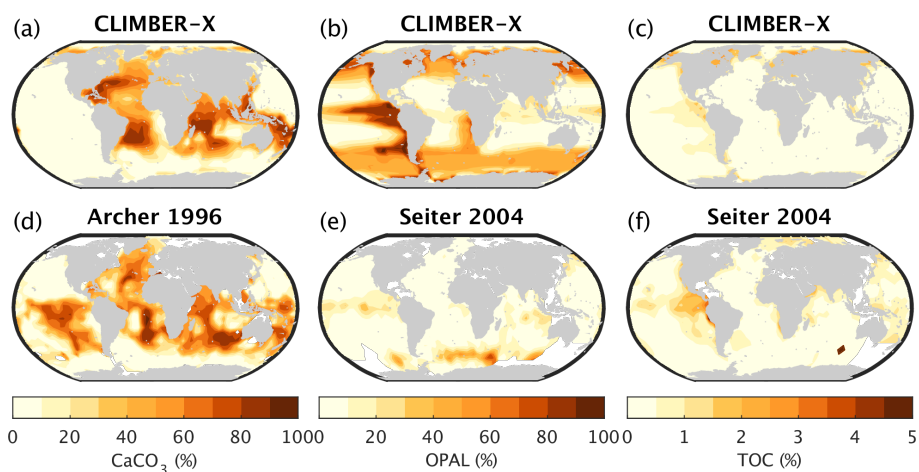 (a) CLIMBER-X
(b) CLIMBER-X
(c) CLIMBER-X
(d) Archer 1996
(e) Seiter 2004
(f) Seiter 2004
0 20 40 60 80 100
CaCO3 (%)
0 20 40 60 80 100
OPAL (%)
0 1 2 3 4 5
TOC (%)